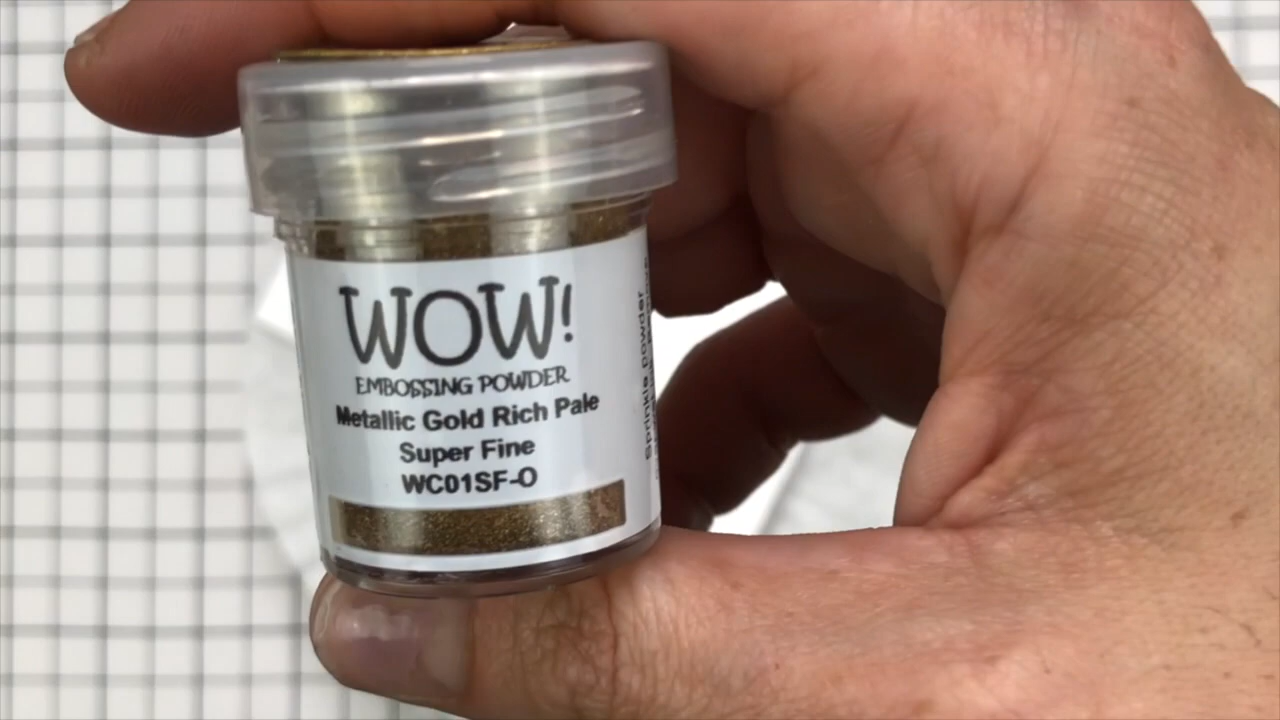 WOW!
EMBOSSING POWDER
Metallic Gold Rich Pale
Super Fine
WC01SF-O
Sprinkle powder